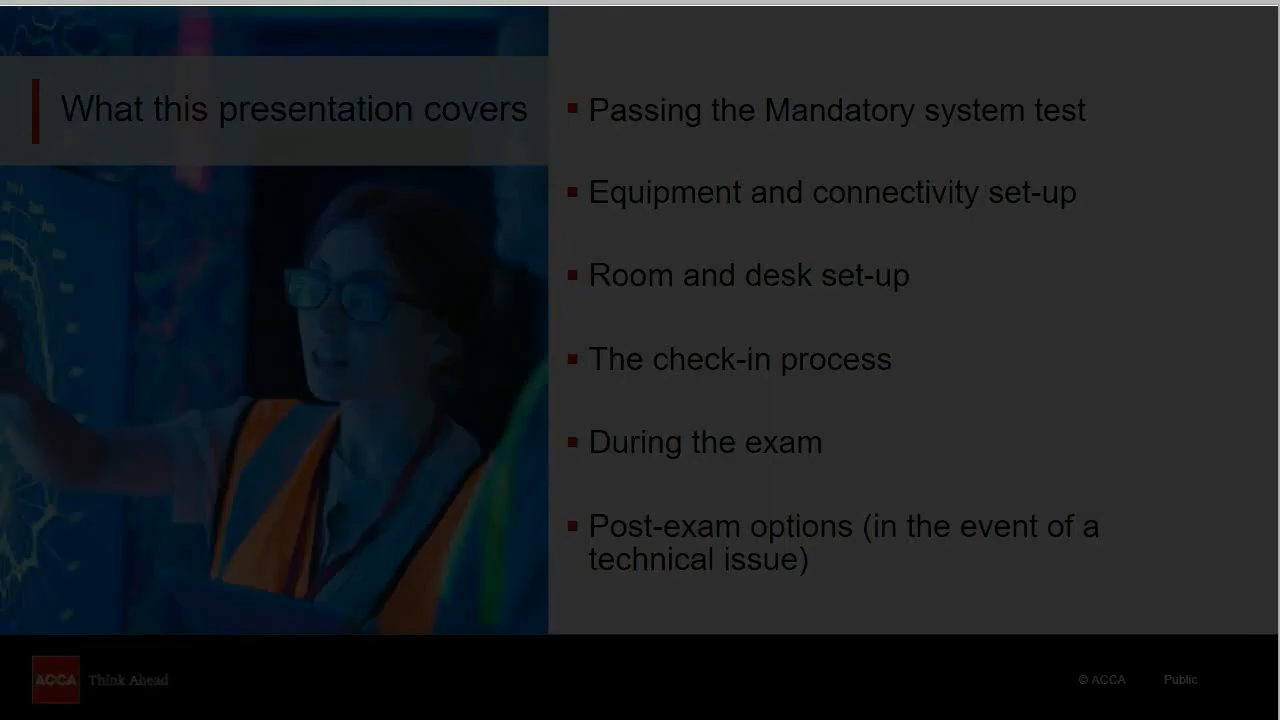 What this presentation covers
Passing the Mandatory system test
Equipment and connectivity set-up
Room and desk set-up
The check-in process
During the exam
Post-exam options (in the event of a
technical issue)
ACCA Think Ahead
© ACCA Public